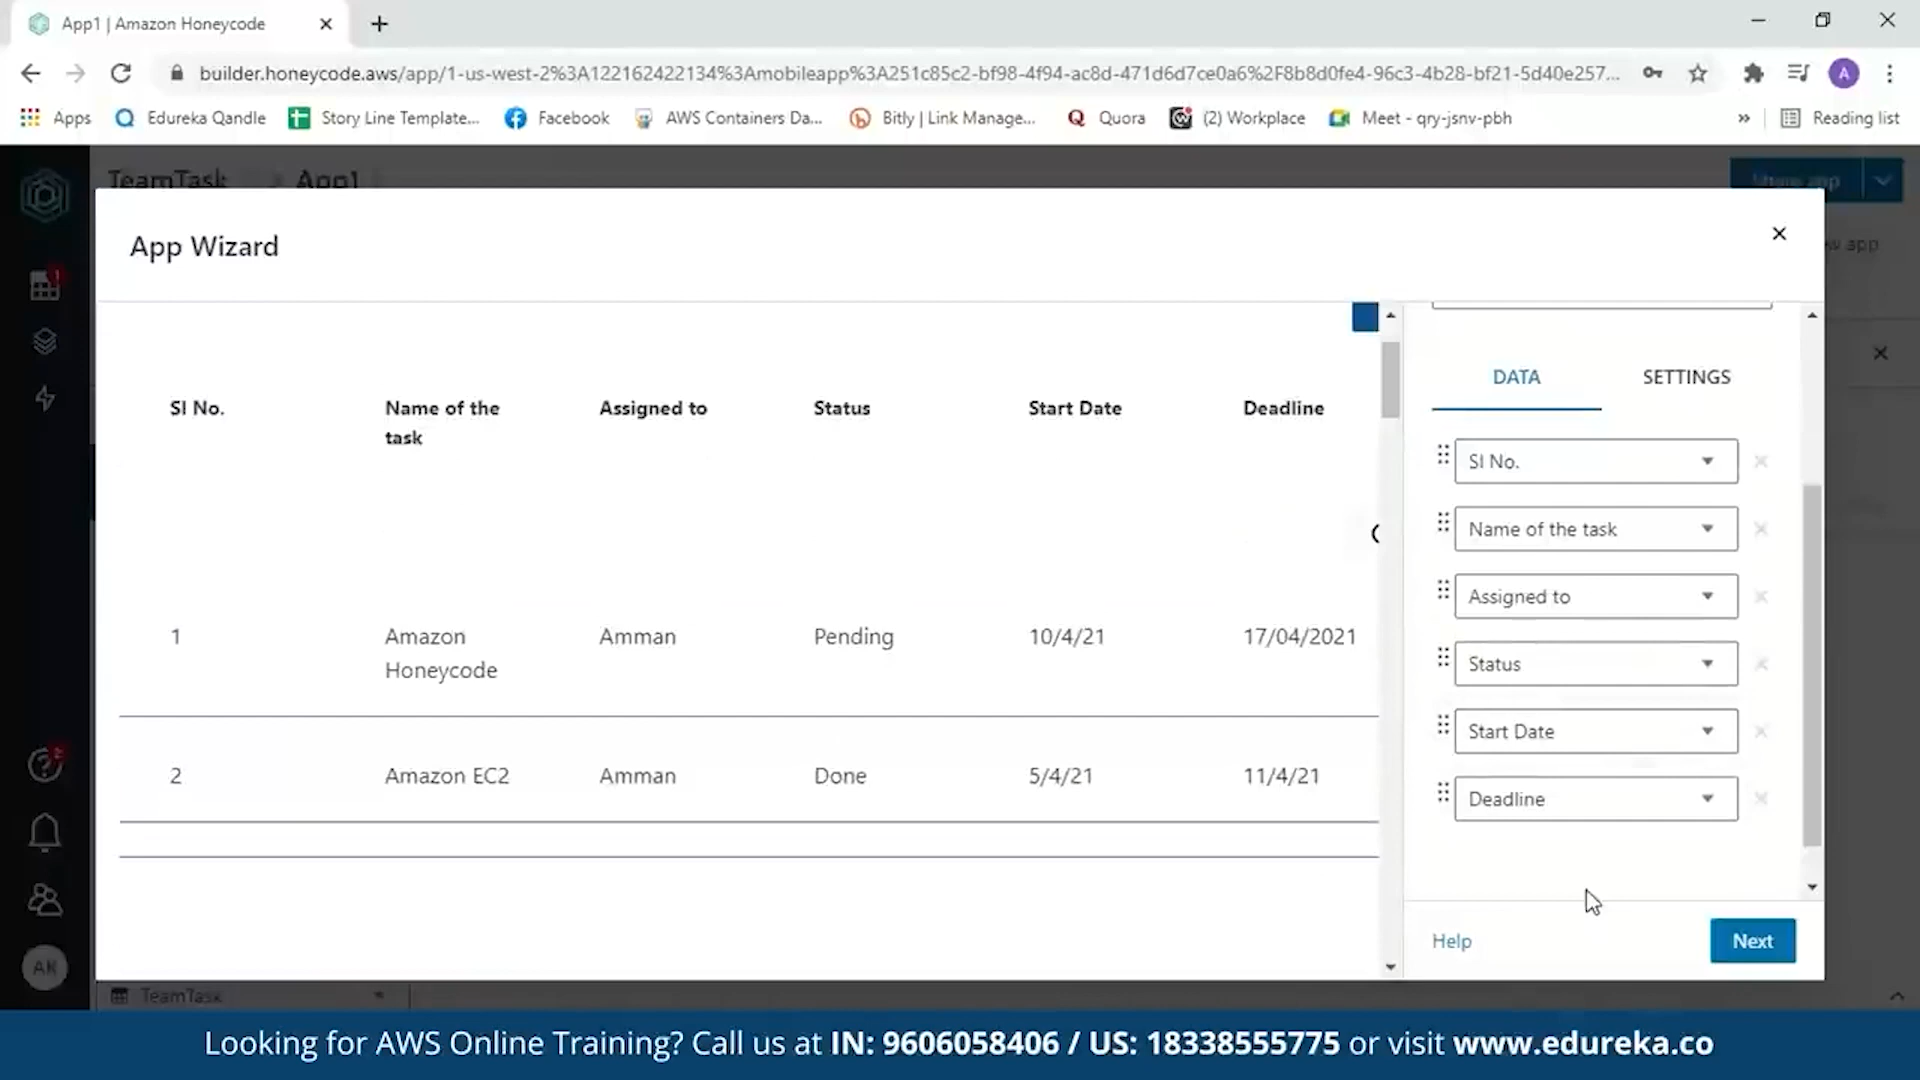 App1 | Amazon Honeycode
builder.honeycode.aws/app/1-us-west-2%3A122162422134%3Amobileapp%3A251c85c2-bf98-4f94-ac8d-471d6d7ce0a6%2F8b8d0fe4-96c3-4b28-bf21-5d40e257... A
Apps Edureka Qandle Story Line Template... Facebook AWS Containers Da... Bitly | Link Manage... Quora (2) Workplace Meet - qry-jsnv-pbh » Reading list
TeamTask > App1 Share app
App Wizard
DATA SETTINGS
Sl No. Name of the task Assigned to Status Start Date Deadline
1 Amazon Honeycode Amman Pending 10/4/21 17/04/2021
2 Amazon EC2 Amman Done 5/4/21 11/4/21
Sl No.
Name of the task
Assigned to
Status
Start Date
Deadline
Help Next
1
2
AK
TeamTask
Looking for AWS Online Training? Call us at IN: 9606058406 / US: 18338555775 or visit www.edureka.co